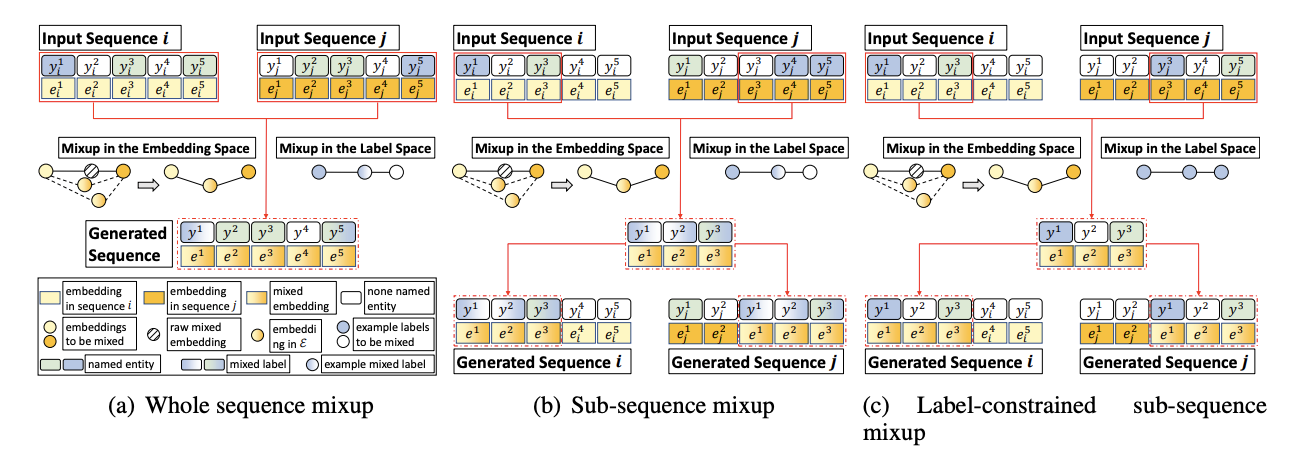 Input Sequence i
Input Sequence j
y_i^1 y_i^2 y_i^3 y_i^4 y_i^5
y_j^1 y_j^2 y_j^3 y_j^4 y_j^5
e_i^1 e_i^2 e_i^3 e_i^4 e_i^5
e_j^1 e_j^2 e_j^3 e_j^4 e_j^5
Mixup in the Embedding Space
Mixup in the Label Space
Generated
Sequence
y^1 y^2 y^3 y^4 y^5
e^1 e^2 e^3 e^4 e^5
embedding
in sequence i
embedding
in sequence j
mixed
embedding
none named
entity
embeddings
to be mixed
raw mixed
embedding
embeddi
ng in ℰ
example labels
to be mixed
named entity
mixed label
example mixed label
(a) Whole sequence mixup
Input Sequence i
Input Sequence j
y_i^1 y_i^2 y_i^3 y_i^4 y_i^5
y_j^1 y_j^2 y_j^3 y_j^4 y_j^5
e_i^1 e_i^2 e_i^3 e_i^4 e_i^5
e_j^1 e_j^2 e_j^3 e_j^4 e_j^5
Mixup in the Embedding Space
Mixup in the Label Space
y^1 y^2 y^3
e^1 e^2 e^3
y^1 y^2 y^3 y_i^4 y_i^5
y_j^1 y_i^2 y^1 y^2 y^3
e^1 e^2 e^3 e_i^4 e_i^5
e_j^1 e_j^2 e^1 e^2 e^3
Generated Sequence i
Generated Sequence j
(b) Sub-sequence mixup
Input Sequence i
Input Sequence j
y_i^1 y_i^2 y_i^3 y_i^4 y_i^5
y_j^1 y_j^2 y_j^3 y_j^4 y_j^5
e_i^1 e_i^2 e_i^3 e_i^4 e_i^5
e_j^1 e_j^2 e_j^3 e_j^4 e_j^5
Mixup in the Embedding Space
Mixup in the Label Space
y^1 y^2 y^3
e^1 e^2 e^3
y^1 y^2 y^3 y_i^4 y_i^5
y_j^1 y_i^2 y^1 y^2 y^3
e^1 e^2 e^3 e_i^4 e_i^5
e_j^1 e_j^2 e^1 e^2 e^3
Generated Sequence i
Generated Sequence j
(c) Label-constrained sub-sequence
mixup